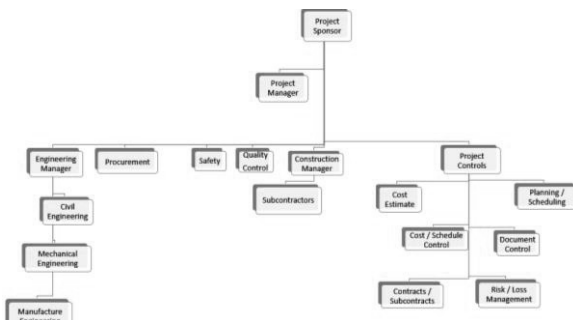 Project
Sponsor
Project
Manager
Engineering
Manager
Procurement
Safety
Quality
Control
Construction
Manager
Project
Controls
Civil
Engineering
Subcontractors
Cost
Estimate
Planning /
Scheduling
Mechanical
Engineering
Cost / Schedule
Control
Document
Control
Manufacture
Contracts /
Subcontracts
Risk / Loss
Management